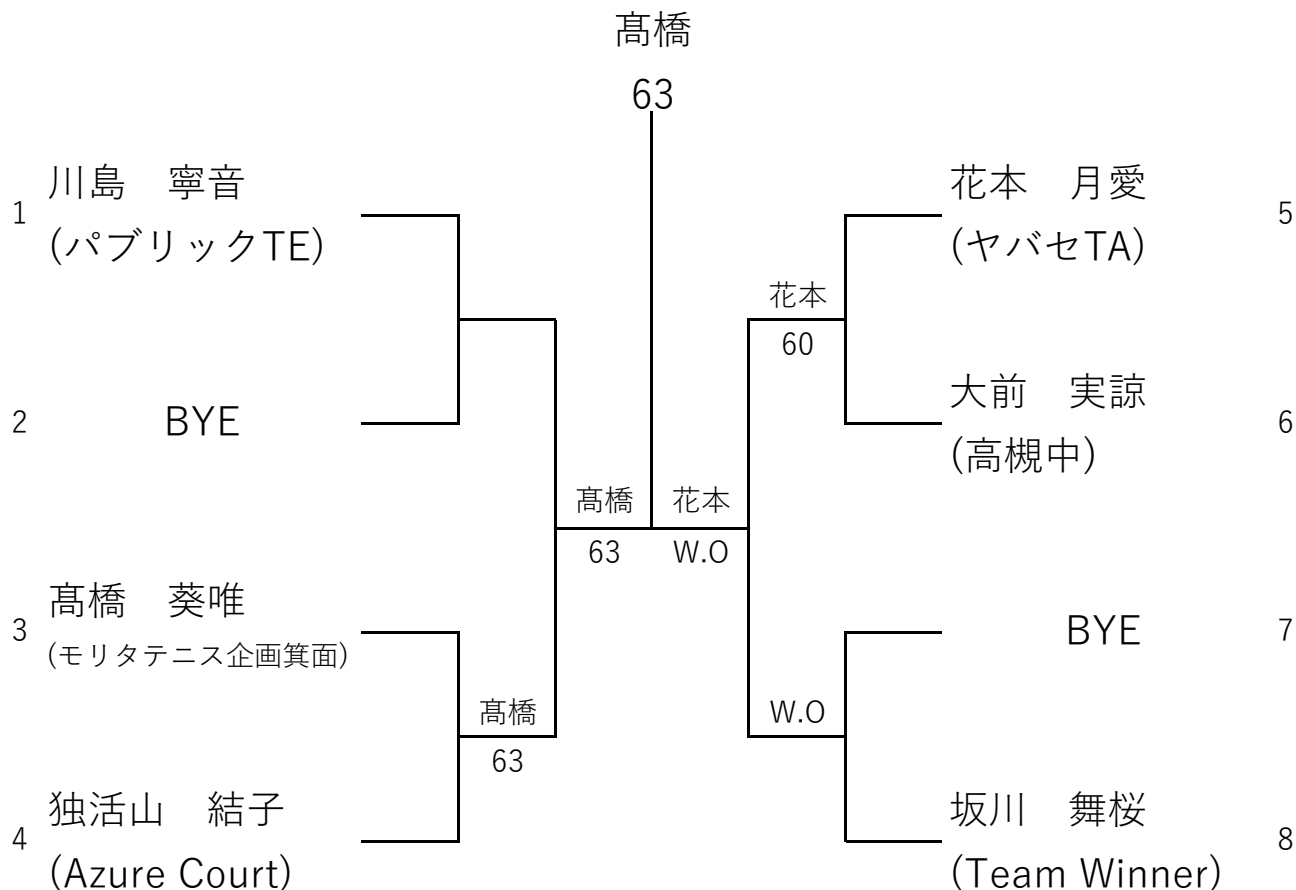 髙橋
63
川島　寧音
1
(パブリックTE)
2
BYE
髙橋　葵唯
3
(モリタテニス企画箕面)
独活山　結子
4
(Azure Court)
髙橋
63
髙橋
63
花本
W.O
花本
60
W.O
花本　月愛
5
(ヤバセTA)
大前　実諒
6
(高槻中)
BYE
7
坂川　舞桜
8
(Team Winner)